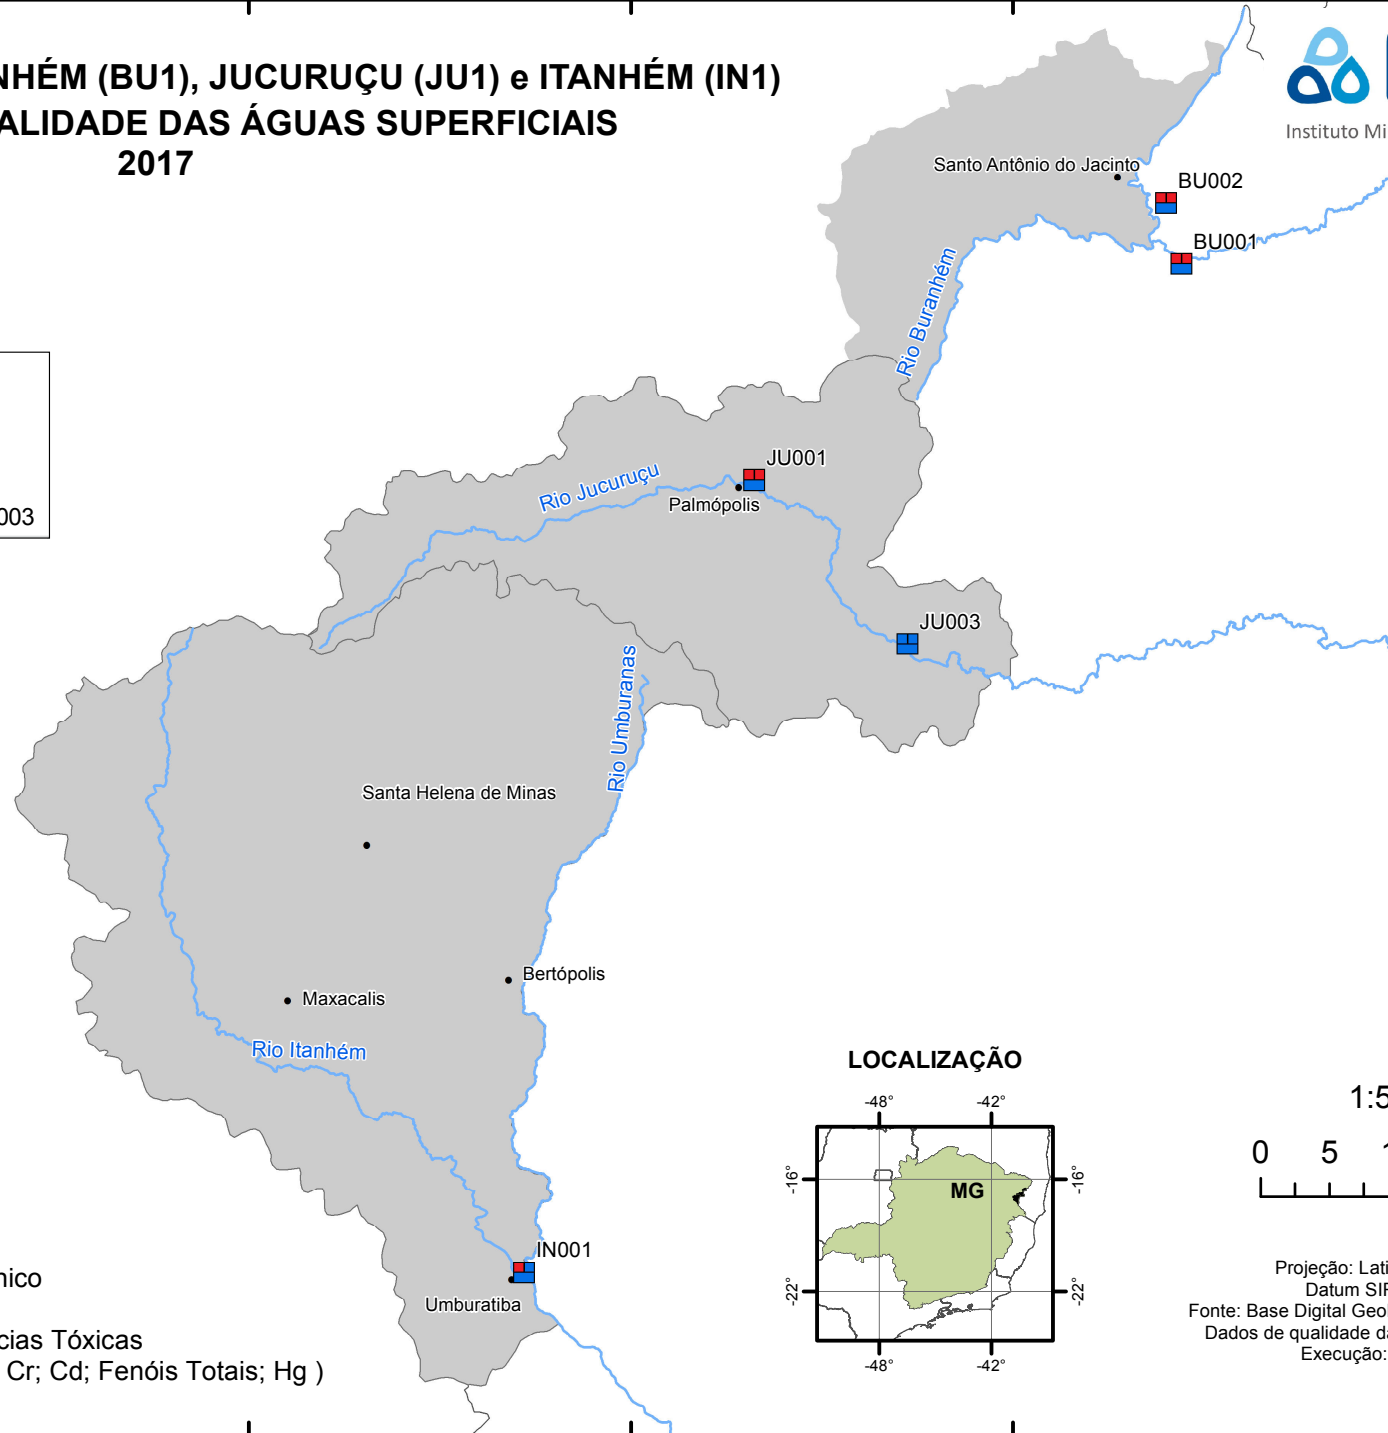 NHÉM (BU1), JUCURUÇU (JU1) e ITANHÉM (IN1)
ALIDADE DAS ÁGUAS SUPERFICIAIS
2017
Instituto Mi
Santo Antônio do Jacinto
BU002
BU001
Rio Buranhém
JU001
Rio Jucuruçu
Palmópolis
003
JU003
Rio Umburanas
Santa Helena de Minas
Bertópolis
Maxacalis
Rio Itanhém
LOCALIZAÇÃO
-48° -42°
-16° -16°
MG
-22° -22°
-48° -42°
1:5
0 5 1
IN001
Umburatiba
nico
cias Tóxicas
Cr; Cd; Fenóis Totais; Hg )
Projeção: Lati
Datum SIR
Fonte: Base Digital Geol
Dados de qualidade da
Execução: